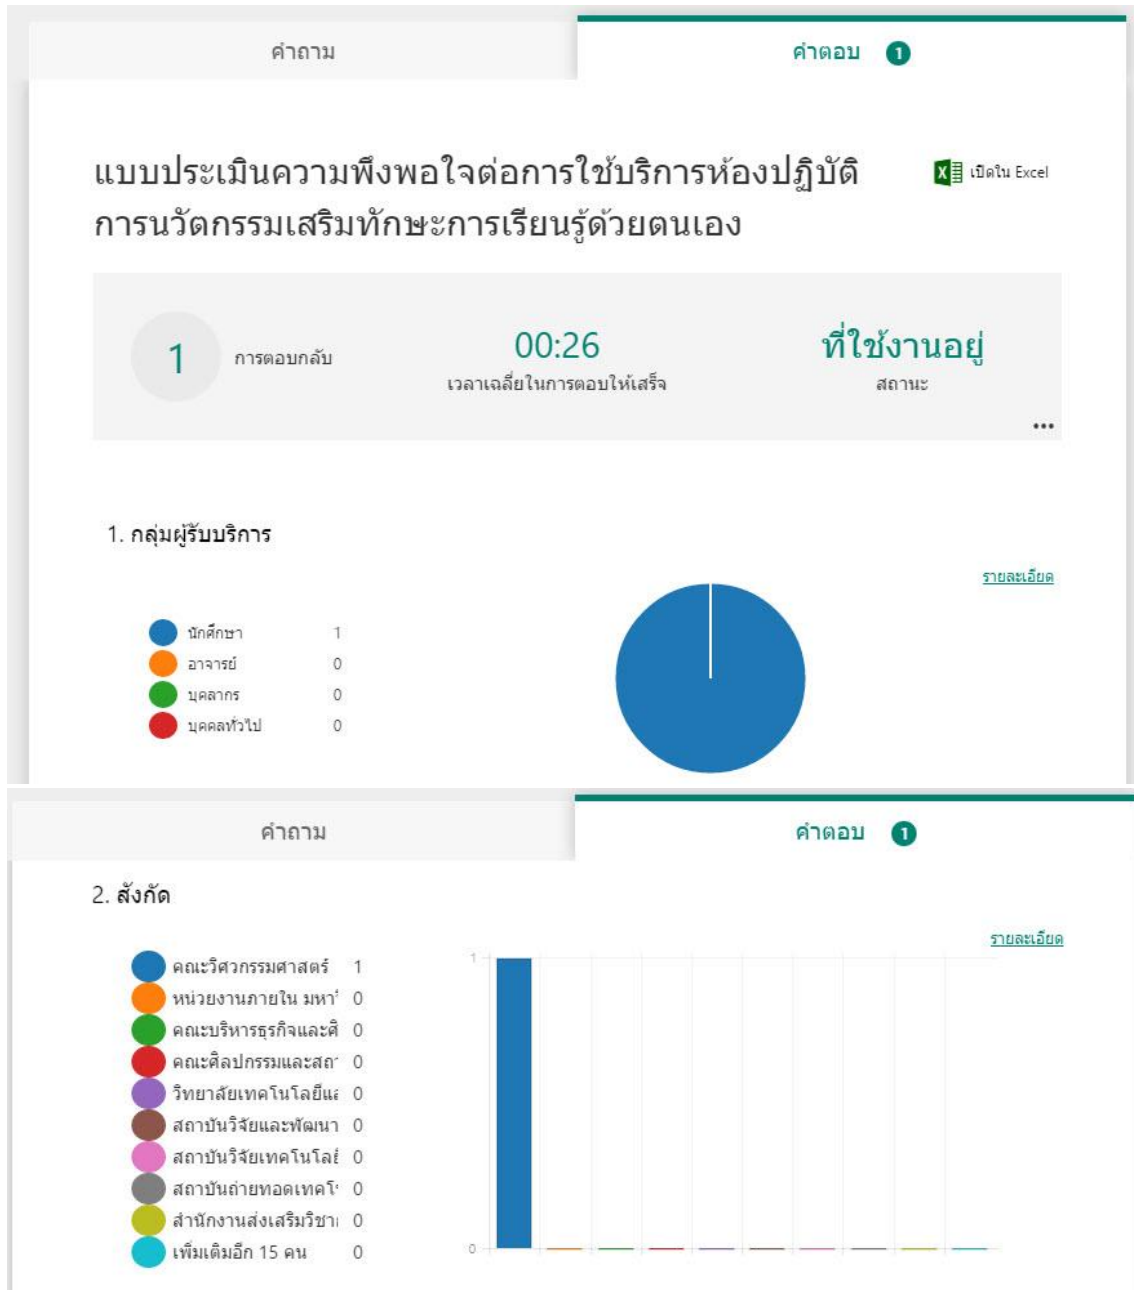 คำถาม
คำตอบ 1
แบบประเมินความพึงพอใจต่อการใช้บริการห้องปฏิบัติ
การนวัตกรรมเสริมทักษะการเรียนรู้ด้วยตนเอง
เปิดใน Excel
1 การตอบกลับ
00:26
เวลาเฉลี่ยในการตอบให้เสร็จ
ที่ใช้งานอยู่
สถานะ
1. กลุ่มผู้รับบริการ
รายละเอียด
นักศึกษา 1
อาจารย์ 0
บุคลากร 0
บุคคลทั่วไป 0
คำถาม
คำตอบ 1
2. สังกัด
รายละเอียด
คณะวิศวกรรมศาสตร์ 1
หน่วยงานภายใน มหา 0
คณะบริหารธุรกิจและศิ 0
คณะศิลปกรรมและสถา 0
วิทยาลัยเทคโนโลยีและ 0
สถาบันวิจัยและพัฒนา 0
สถาบันวิจัยเทคโนโลยี 0
สถาบันถ่ายทอดเทคโ 0
สำนักงานส่งเสริมวิชา 0
เพิ่มเติมอีก 15 คน 0
1
0